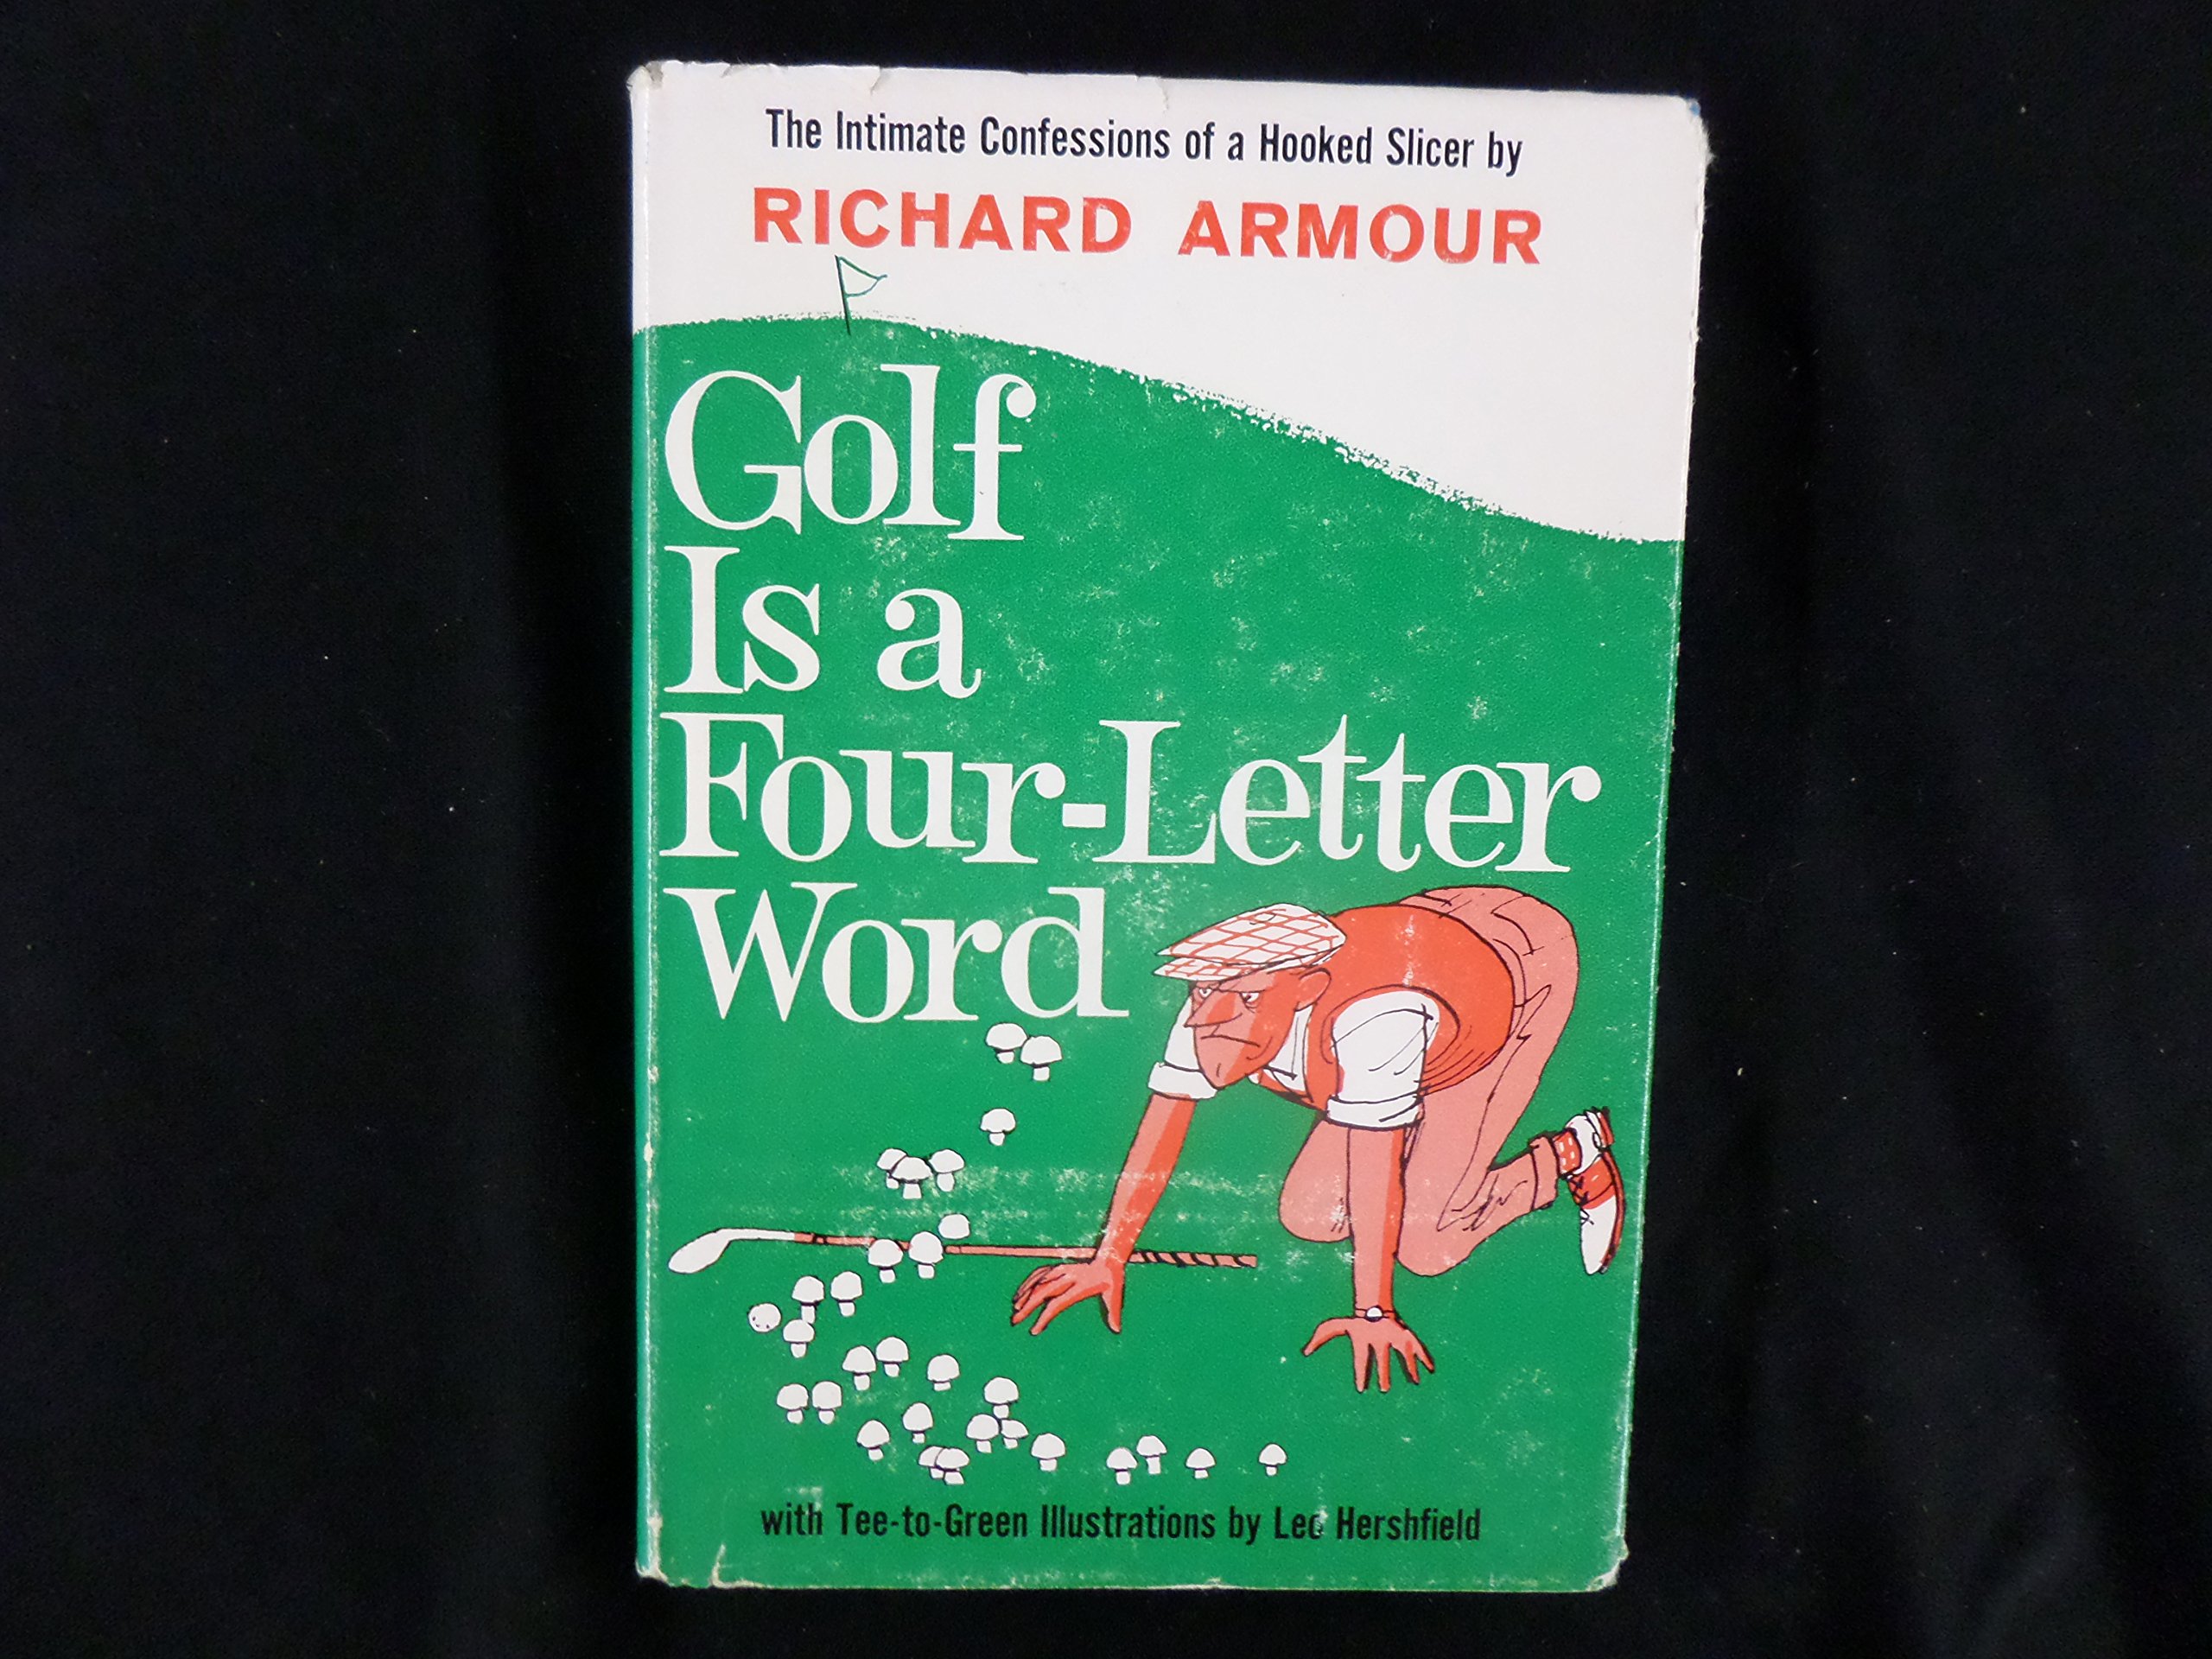 The Intimate Confessions of a Hooked Slicer by
RICHARD ARMOUR
Golf
Is a
Four-Letter
Word
with Tee-to-Green Illustrations by Leo Hershfield